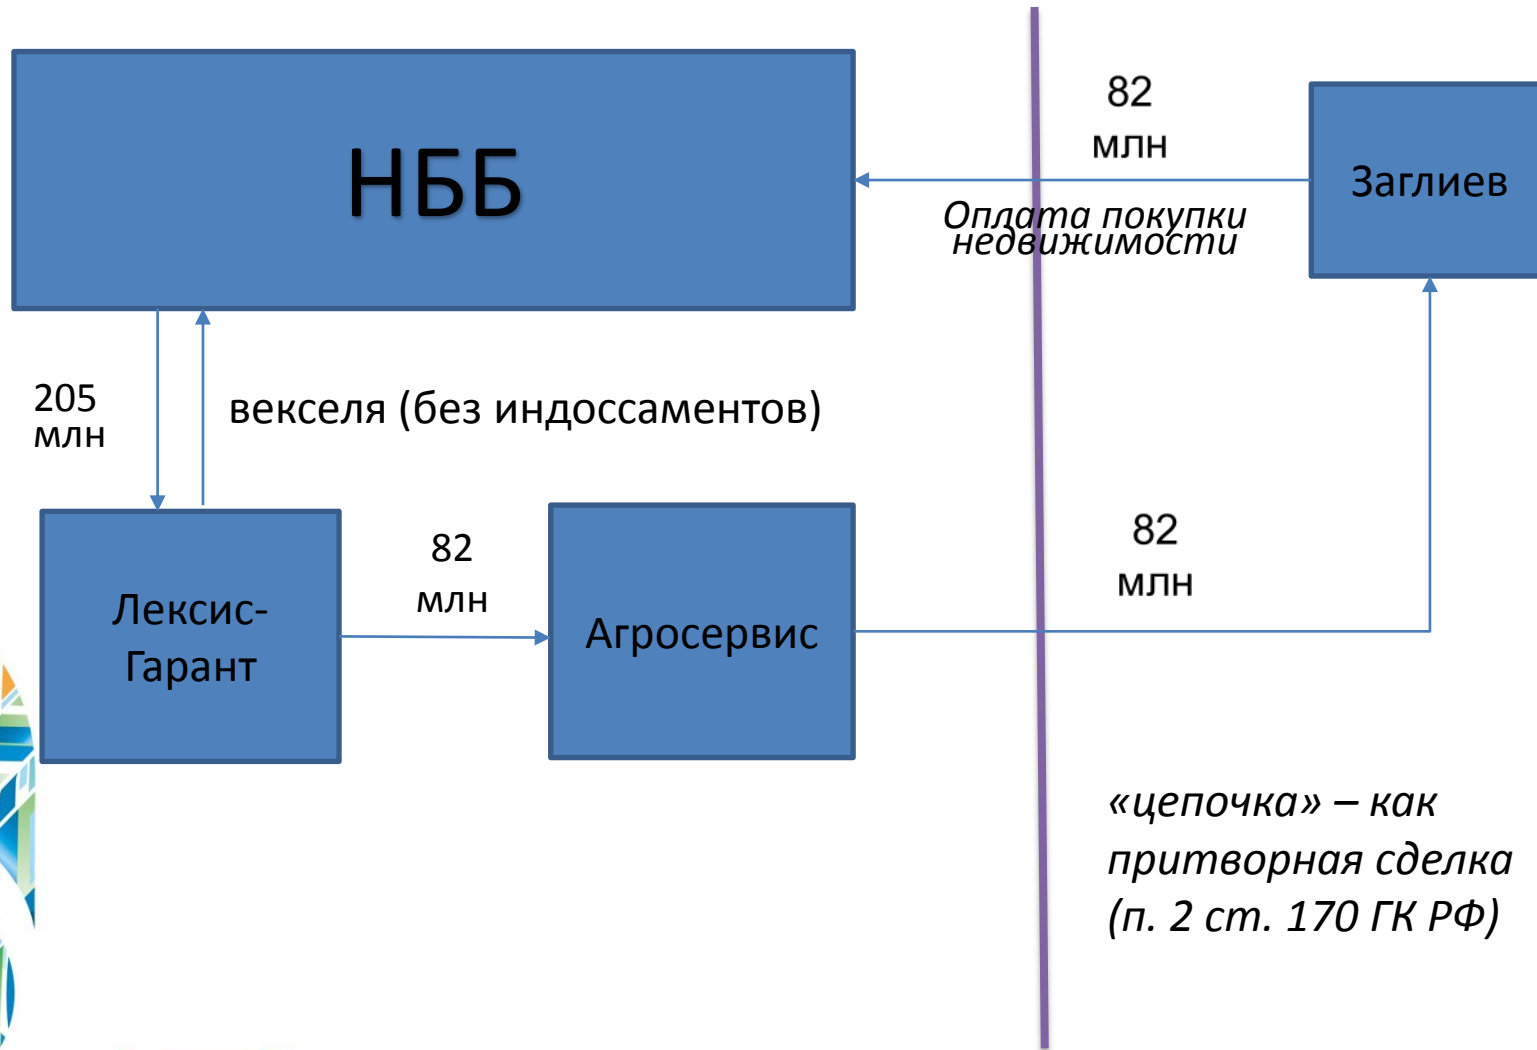 НББ
82
млн
Заглиев
Оплата покупки
недвижимости
205
млн
векселя (без индоссаментов)
Лексис-
Гарант
82
млн
Агросервис
82
млн
«цепочка» – как
притворная сделка
(п. 2 ст. 170 ГК РФ)